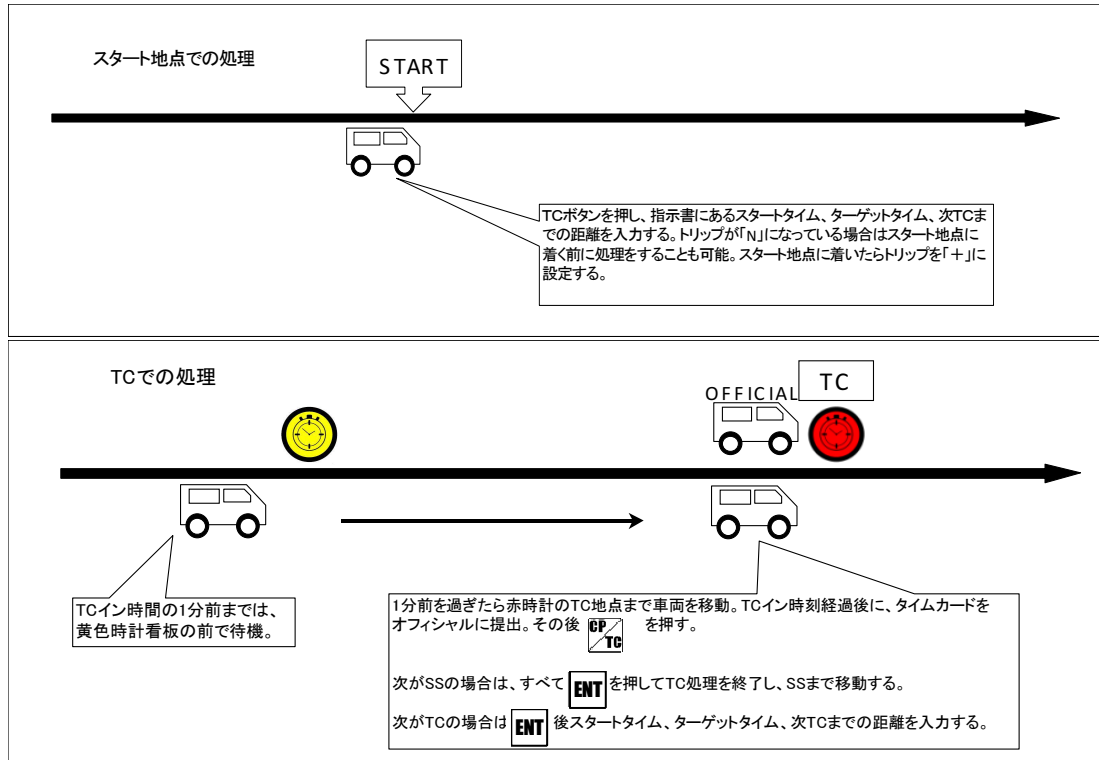 スタート地点での処理
START
TCボタンを押し、指示書にあるスタートタイム、ターゲットタイム、次TCま
での距離を入力する。トリップが「N」になっている場合はスタート地点に
着く前に処理をすることも可能。スタート地点に着いたらトリップを「+」に
設定する。
TCでの処理
OFFICIAL
TC
TCイン時間の1分前までは、
黄色時計看板の前で待機。
1分前を過ぎたら赤時計のTC地点まで車両を移動。TCイン時刻経過後に、タイムカードを
オフィシャルに提出。その後 CP/TC を押す。
次がSSの場合は、すべて ENT を押してTC処理を終了し、SSまで移動する。
次がTCの場合は ENT 後スタートタイム、ターゲットタイム、次TCまでの距離を入力する。